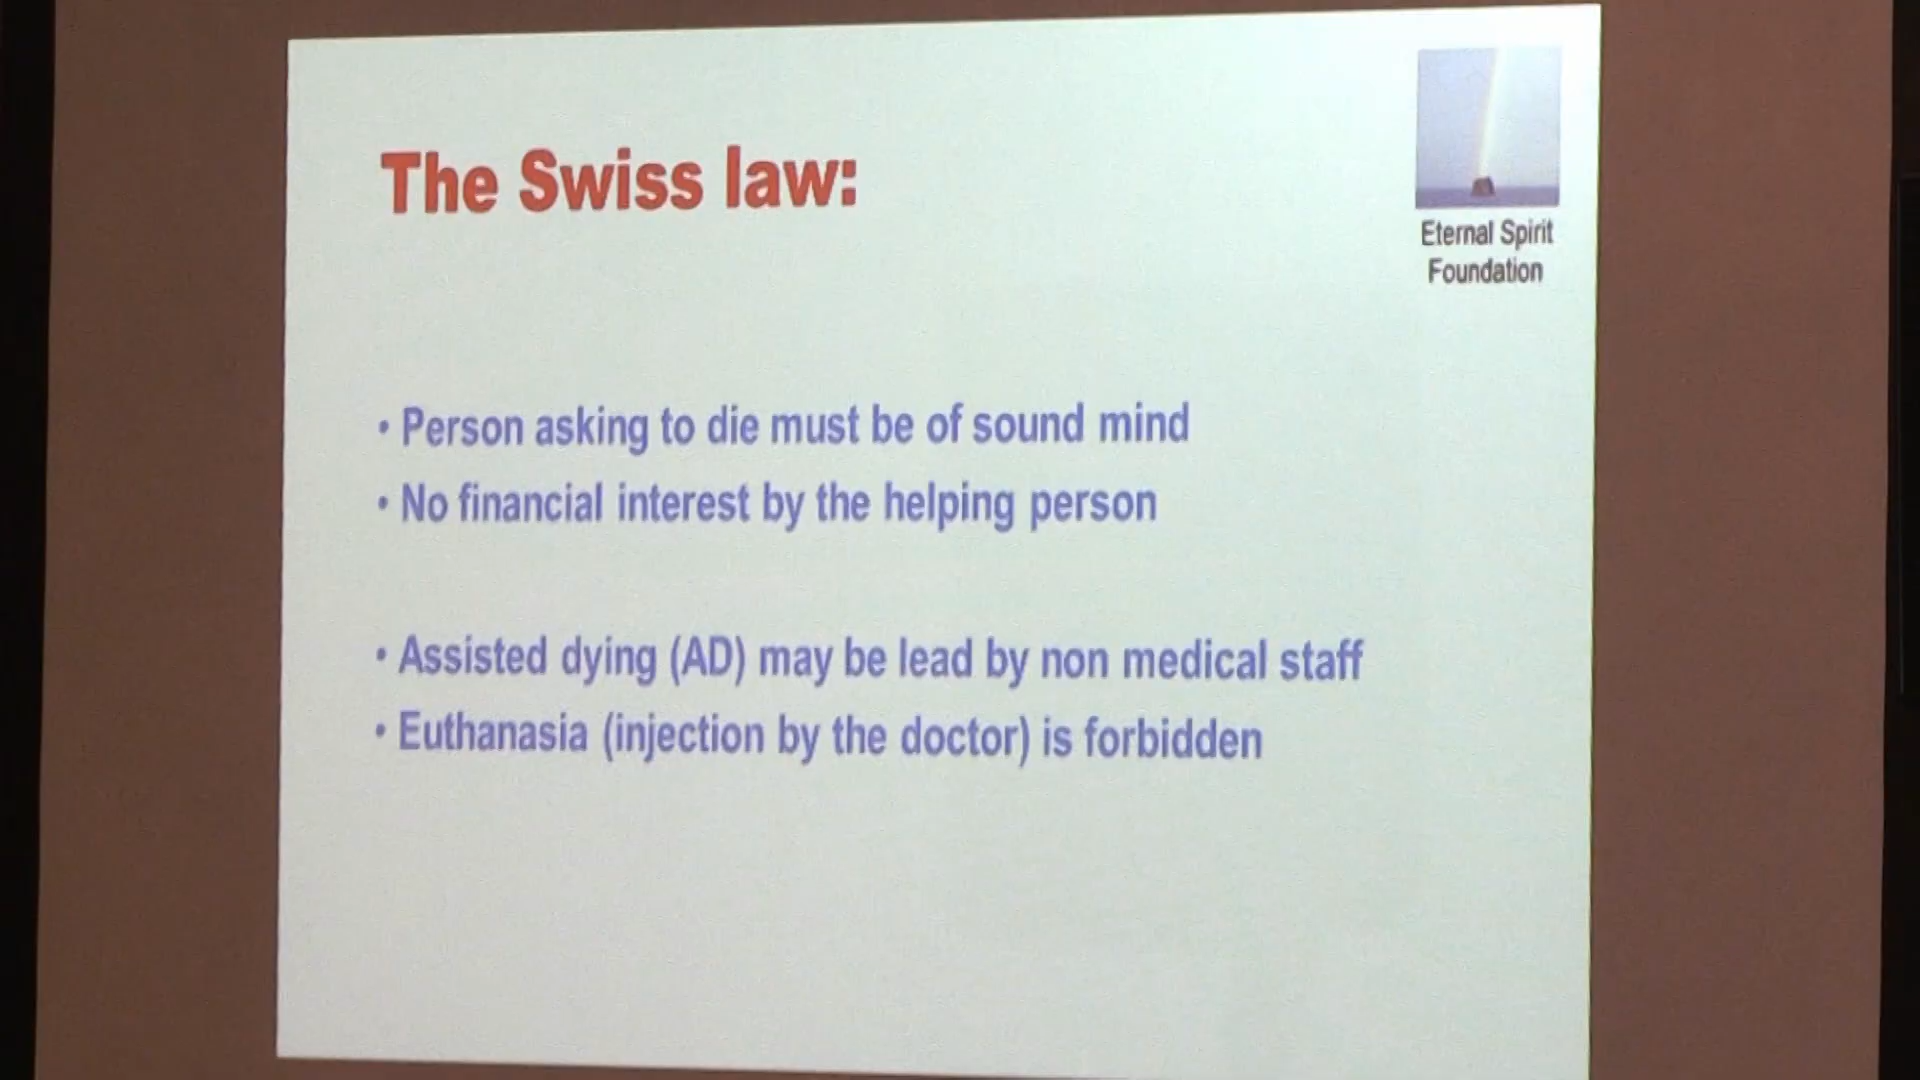 The Swiss law:
Eternal Spirit
Foundation
• Person asking to die must be of sound mind
• No financial interest by the helping person
• Assisted dying (AD) may be lead by non medical staff
• Euthanasia (injection by the doctor) is forbidden